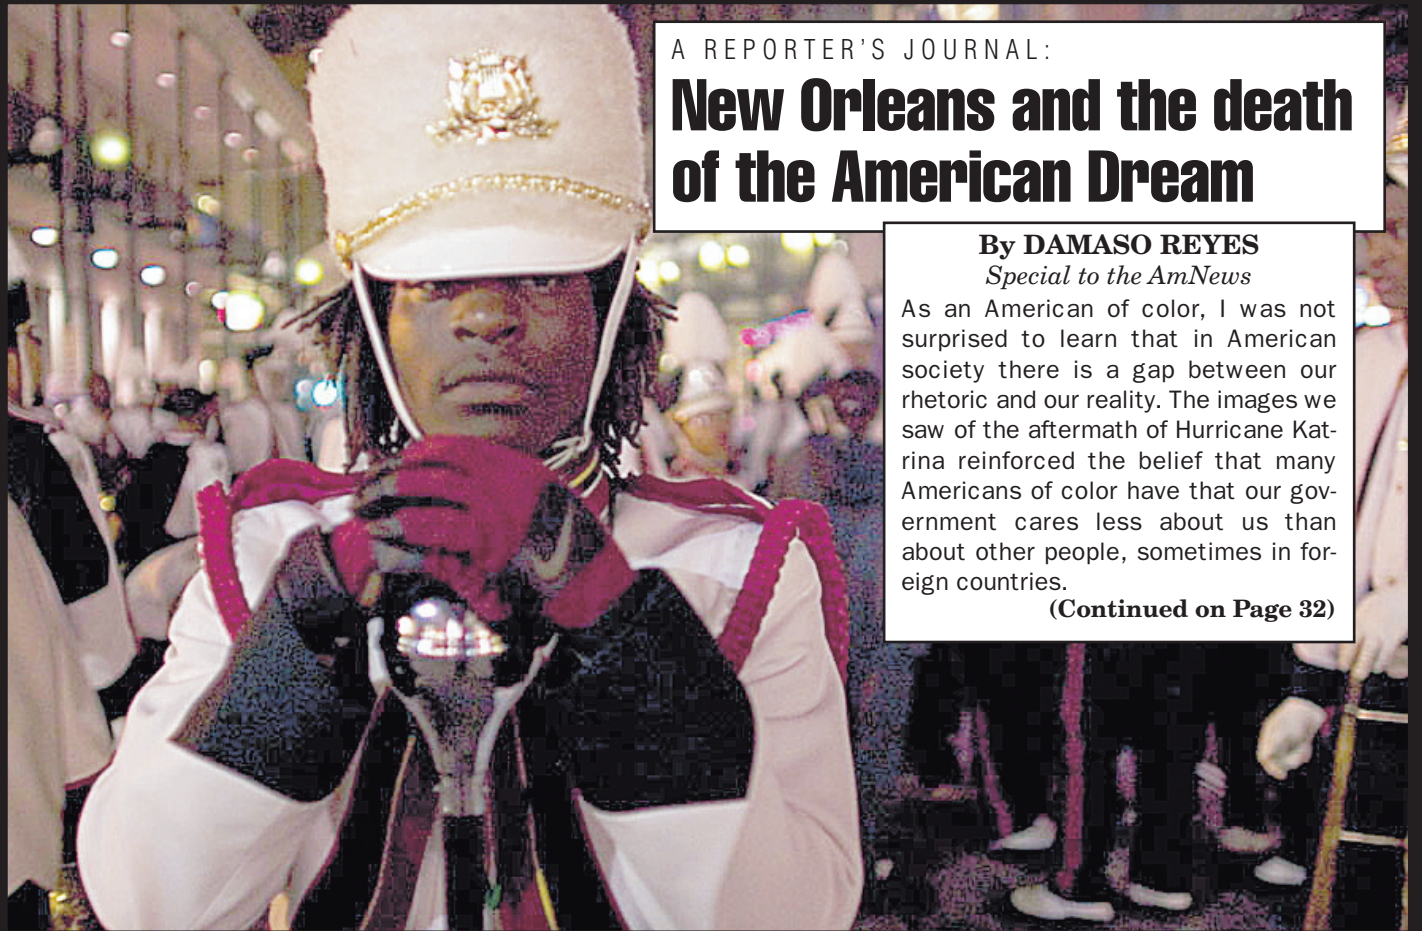 A REPORTER'S JOURNAL:
New Orleans and the death
of the American Dream
By DAMASO REYES
Special to the AmNews
As an American of color, I was not
surprised to learn that in American
society there is a gap between our
rhetoric and our reality. The images we
saw of the aftermath of Hurricane Kat-
rina reinforced the belief that many
Americans of color have that our gov-
ernment cares less about us than
about other people, sometimes in for-
eign countries.
(Continued on Page 32)